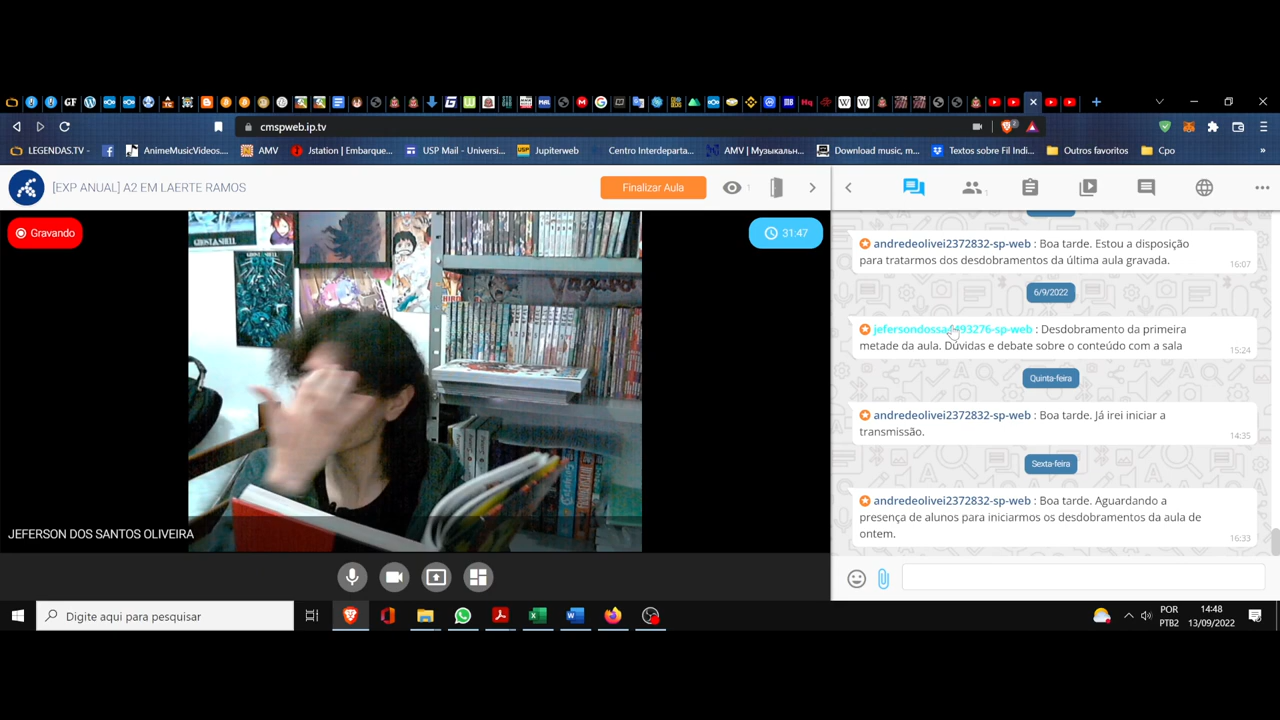 cmspweb.ip.tv
LEGENDAS.TV -
AnimeMusicVideos...
AMV
Jstation | Embarque...
USP Mail - Universi...
Jupiterweb
Centro Interdeparta...
AMV | Музыкальн...
Download music, m...
Textos sobre Fil Indi...
Outros favoritos
Cpo
»
[EXP ANUAL] A2 EM LAERTE RAMOS
Finalizar Aula
1
1
Gravando
31:47
GHOST SHELL
JEFERSON DOS SANTOS OLIVEIRA
andredeolivei2372832-sp-web : Boa tarde. Estou a disposição
para tratarmos dos desdobramentos da última aula gravada.
16:07
6/9/2022
: Desdobramento da primeira
metade da aula. Dúvidas e debate sobre o conteúdo com a sala
15:24
Quinta-feira
andredeolivei2372832-sp-web : Boa tarde. Já irei iniciar a
transmissão.
14:35
Sexta-feira
andredeolivei2372832-sp-web : Boa tarde. Aguardando a
presença de alunos para iniciarmos os desdobramentos da aula de
ontem.
16:33
Digite aqui para pesquisar
POR
PTB2
14:48
13/09/2022